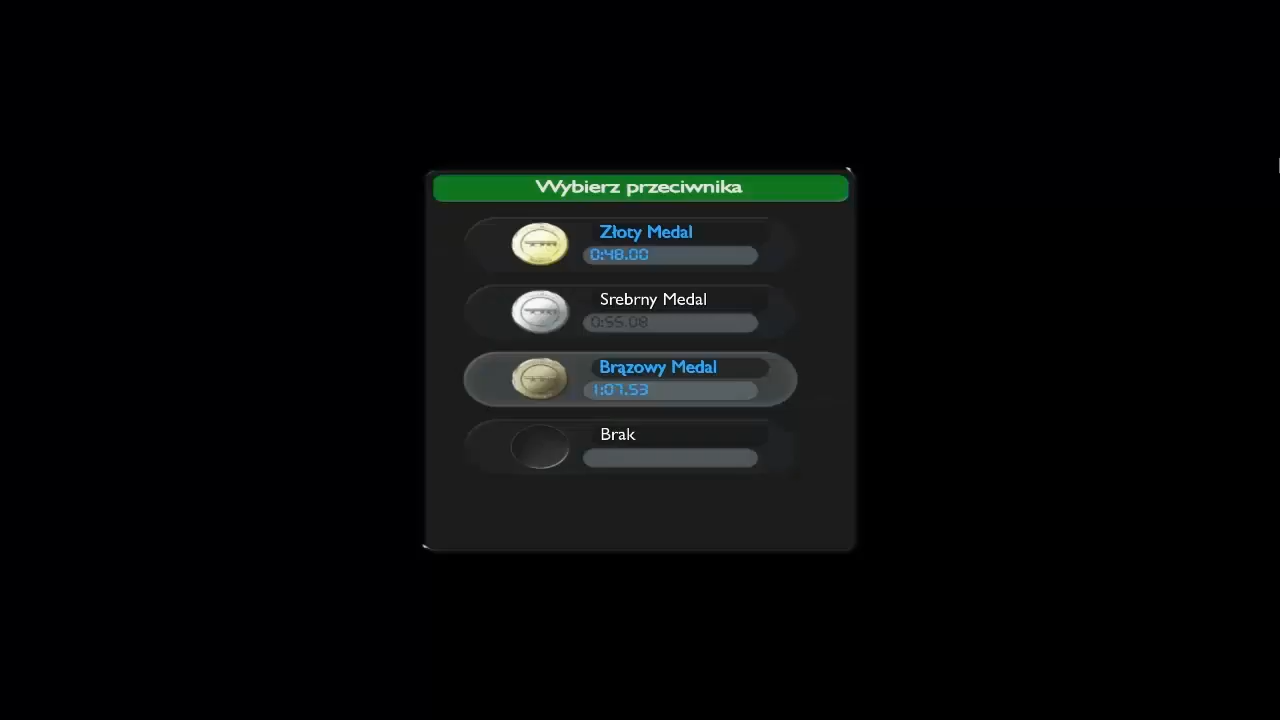 Wybierz przeciwnika
Złoty Medal
0:48.00
Srebrny Medal
0:55.08
Brązowy Medal
1:07.53
Brak